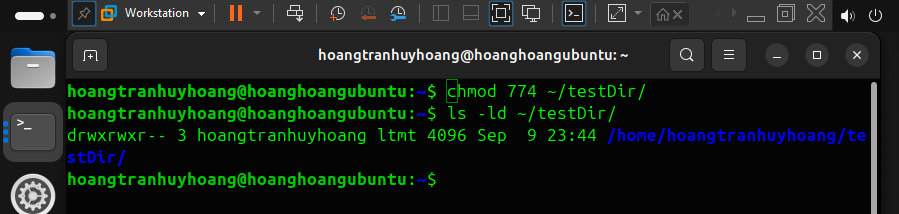 Workstation
hoangtranhuyhoang@hoanghoangubuntu: ~
hoangtranhuyhoang@hoanghoangubuntu:~$ chmod 774 ~/testDir/
hoangtranhuyhoang@hoanghoangubuntu:~$ ls -ld ~/testDir/
drwxrwxr-- 3 hoangtranhuyhoang ltmt 4096 Sep  9 23:44 /home/hoangtranhuyhoang/te
stDir/
hoangtranhuyhoang@hoanghoangubuntu:~$